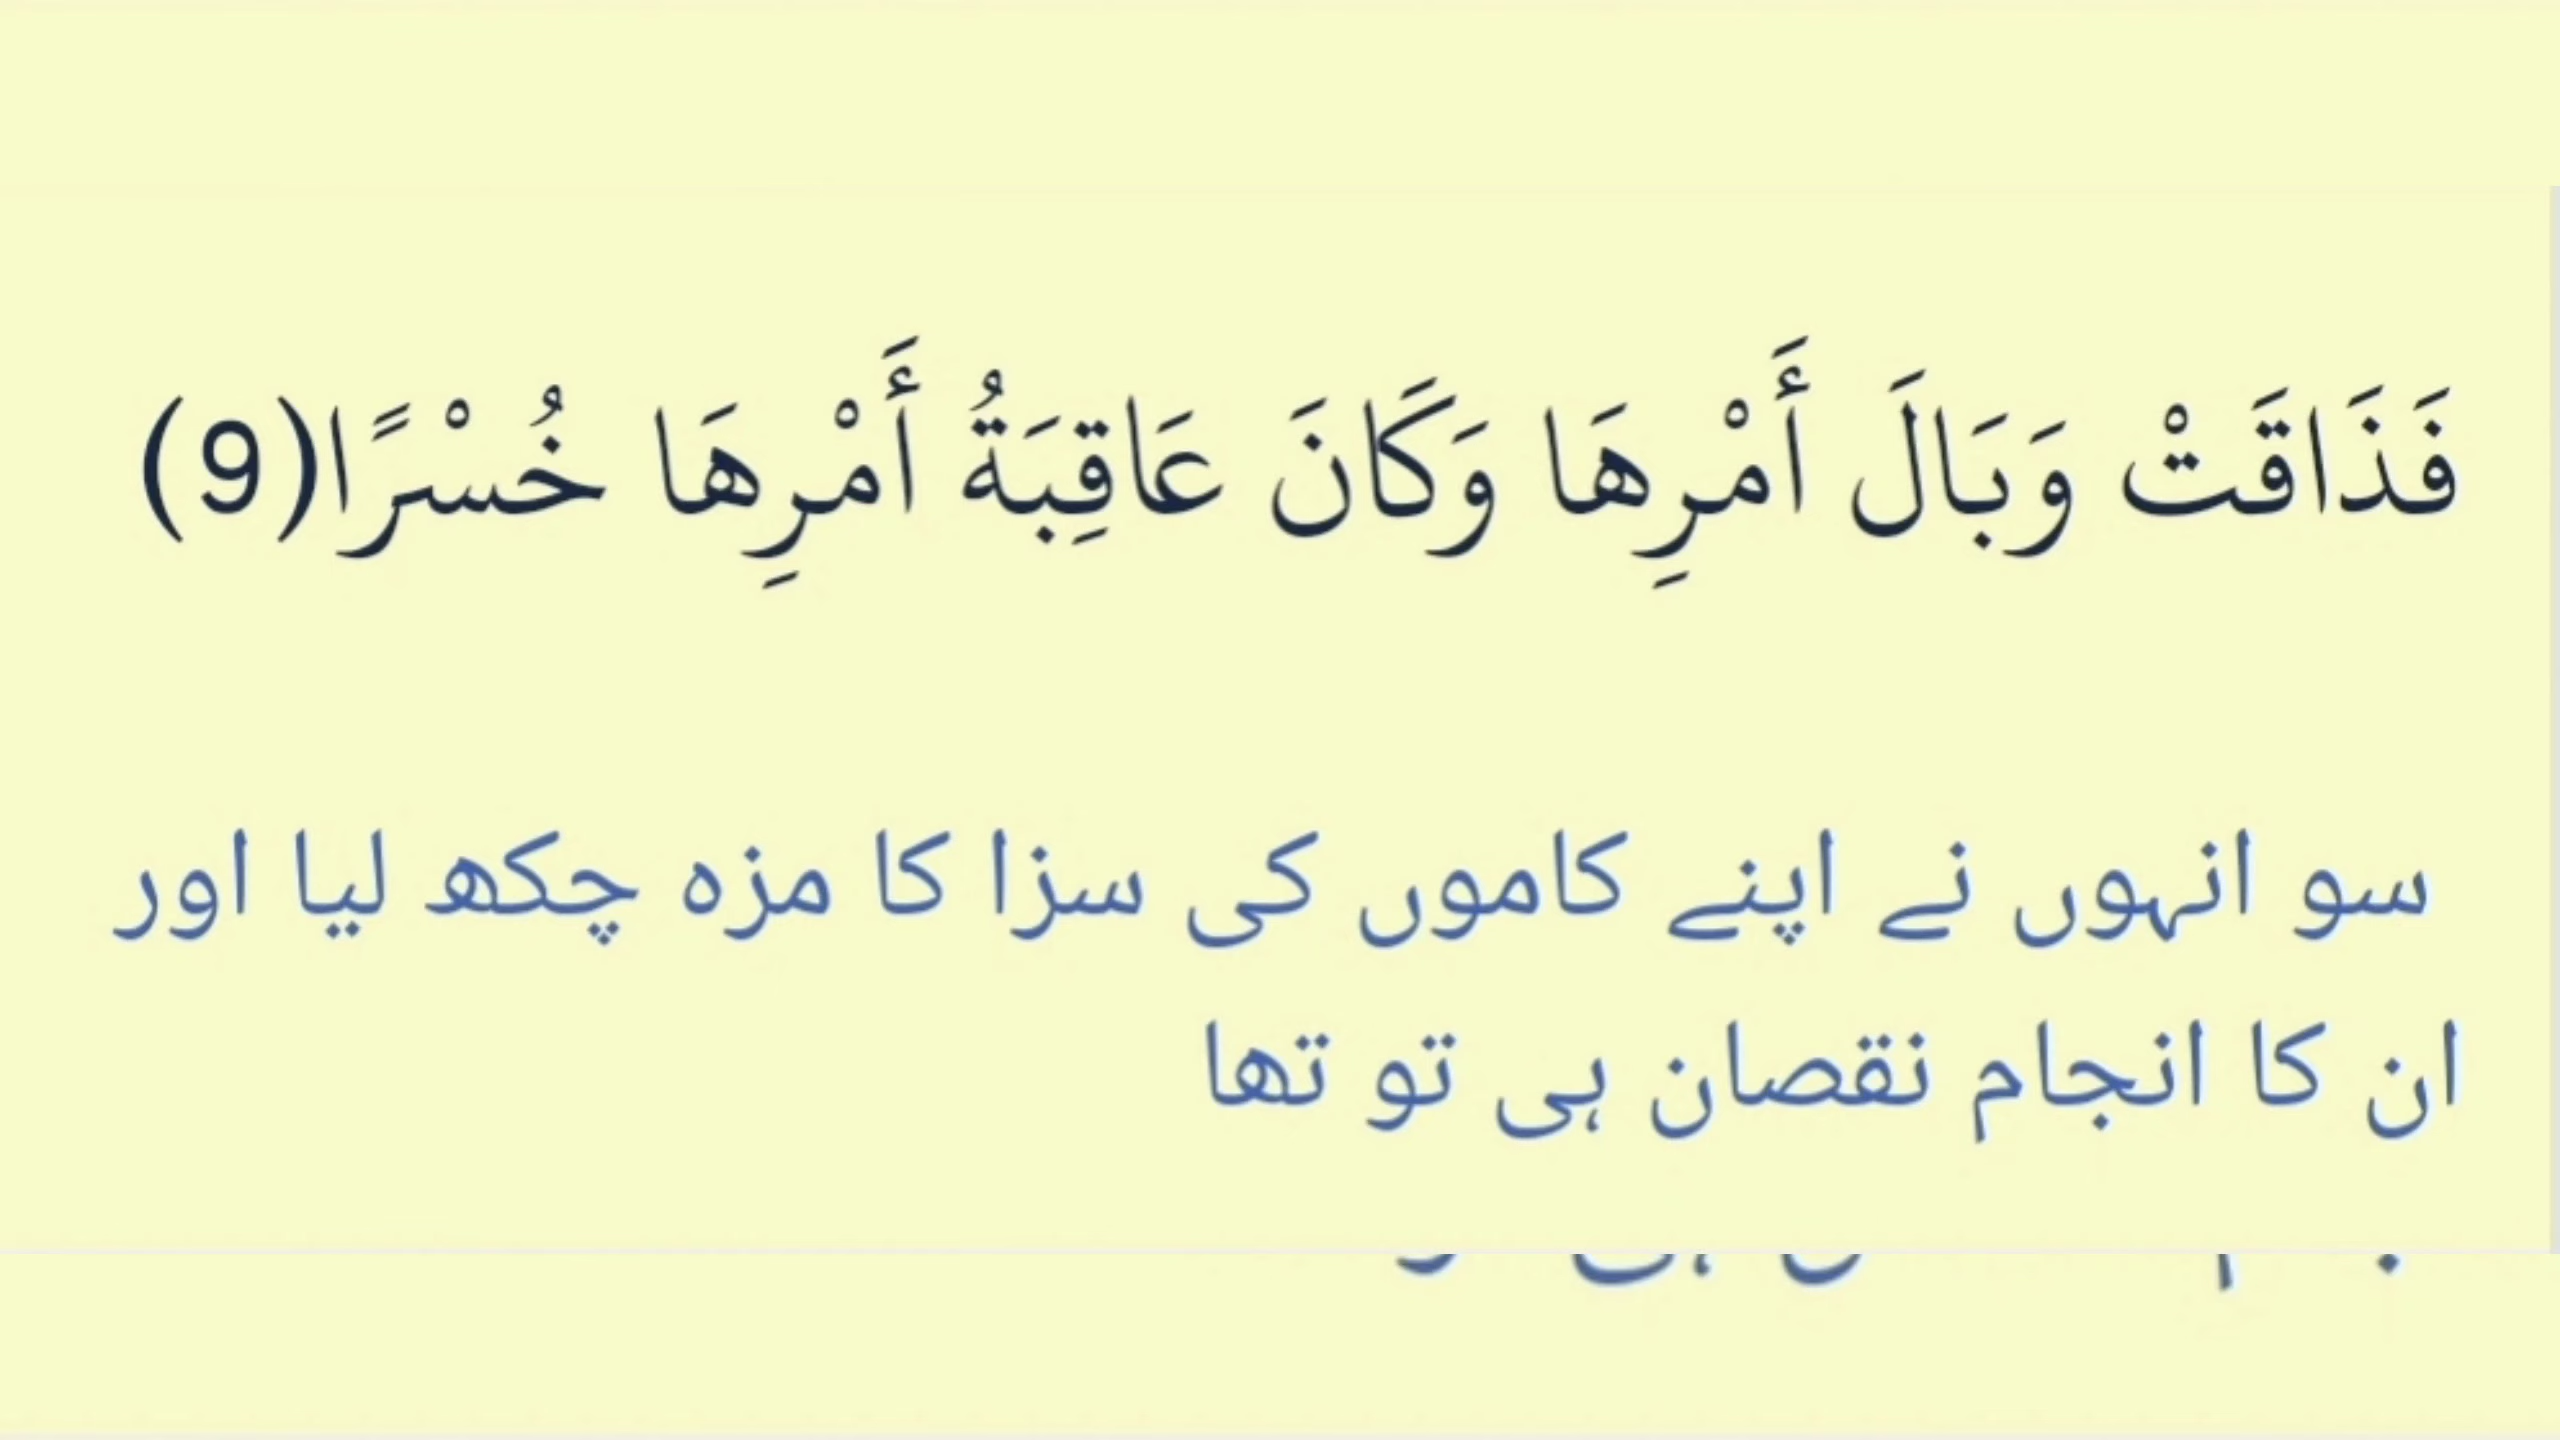 فَذَاقَتْ وَبَالَ أَمْرِهَا وَكَانَ عَاقِبَةُ أَمْرِهَا خُسْرًا(9)
سو انہوں نے اپنے کاموں کی سزا کا مزہ چکھ لیا اور
ان کا انجام نقصان ہی تو تھا